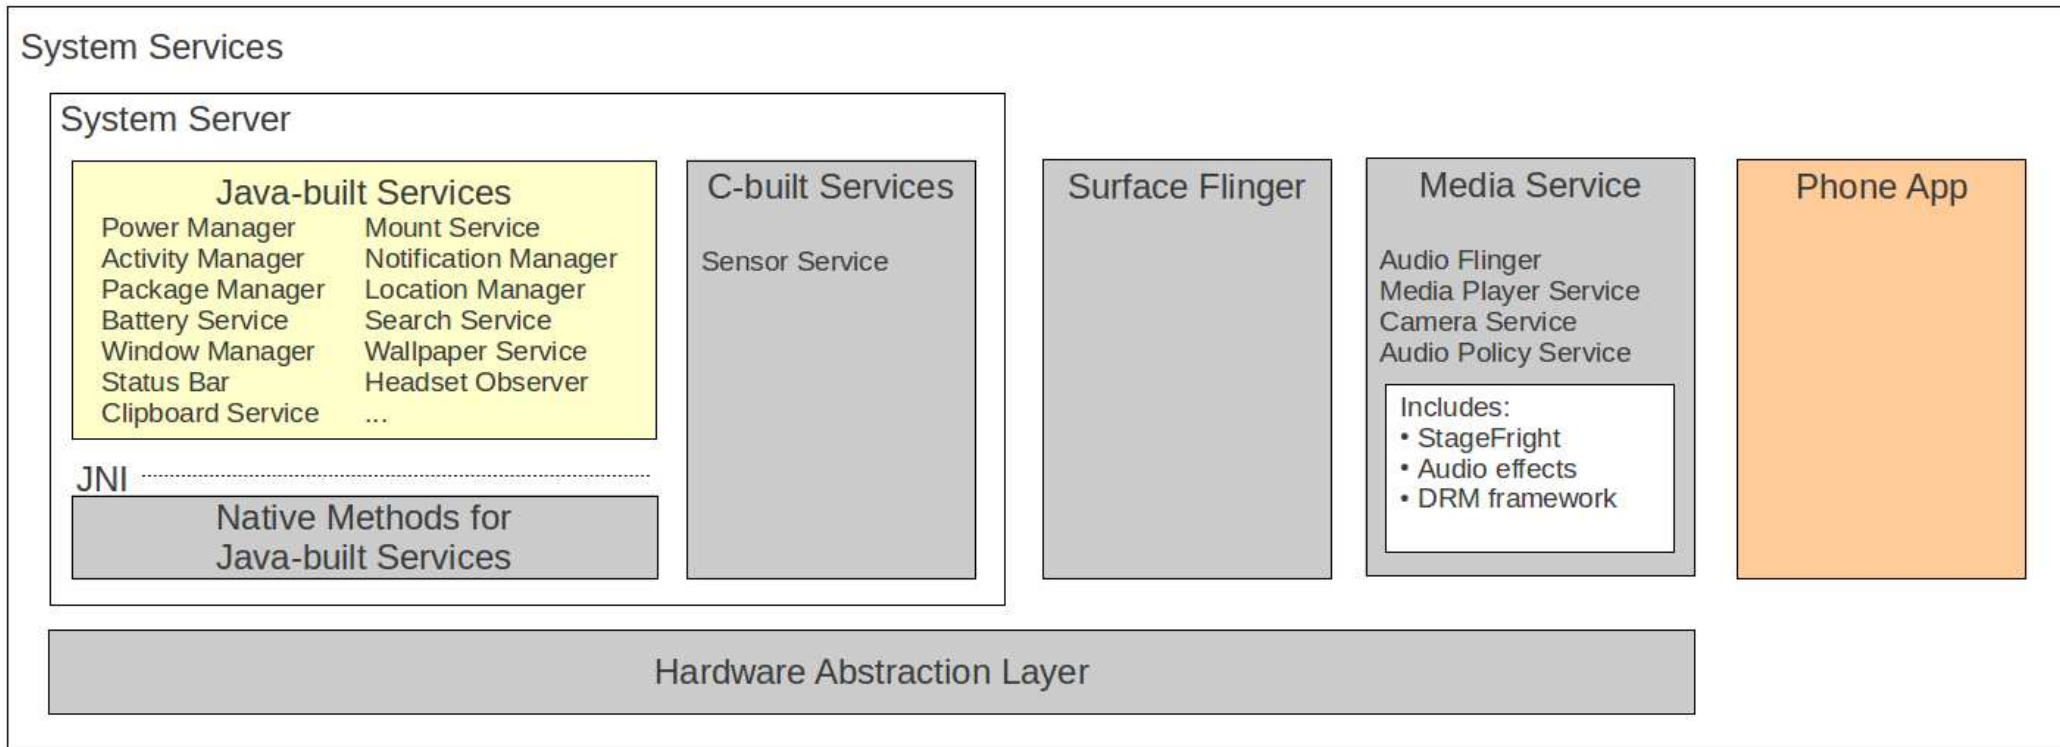 System Services
System Server
Java-built Services
Power Manager
Activity Manager
Package Manager
Battery Service
Window Manager
Status Bar
Clipboard Service
Mount Service
Notification Manager
Location Manager
Search Service
Wallpaper Service
Headset Observer
...
JNI
Native Methods for
Java-built Services
C-built Services
Sensor Service
Surface Flinger
Media Service
Audio Flinger
Media Player Service
Camera Service
Audio Policy Service
Includes:
• StageFright
• Audio effects
• DRM framework
Phone App
Hardware Abstraction Layer